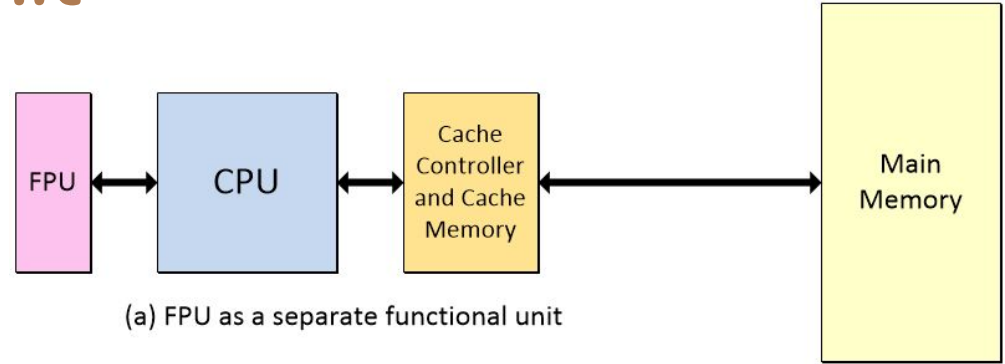 FPU
CPU
Cache
Controller
and Cache
Memory
Main
Memory
(a) FPU as a separate functional unit